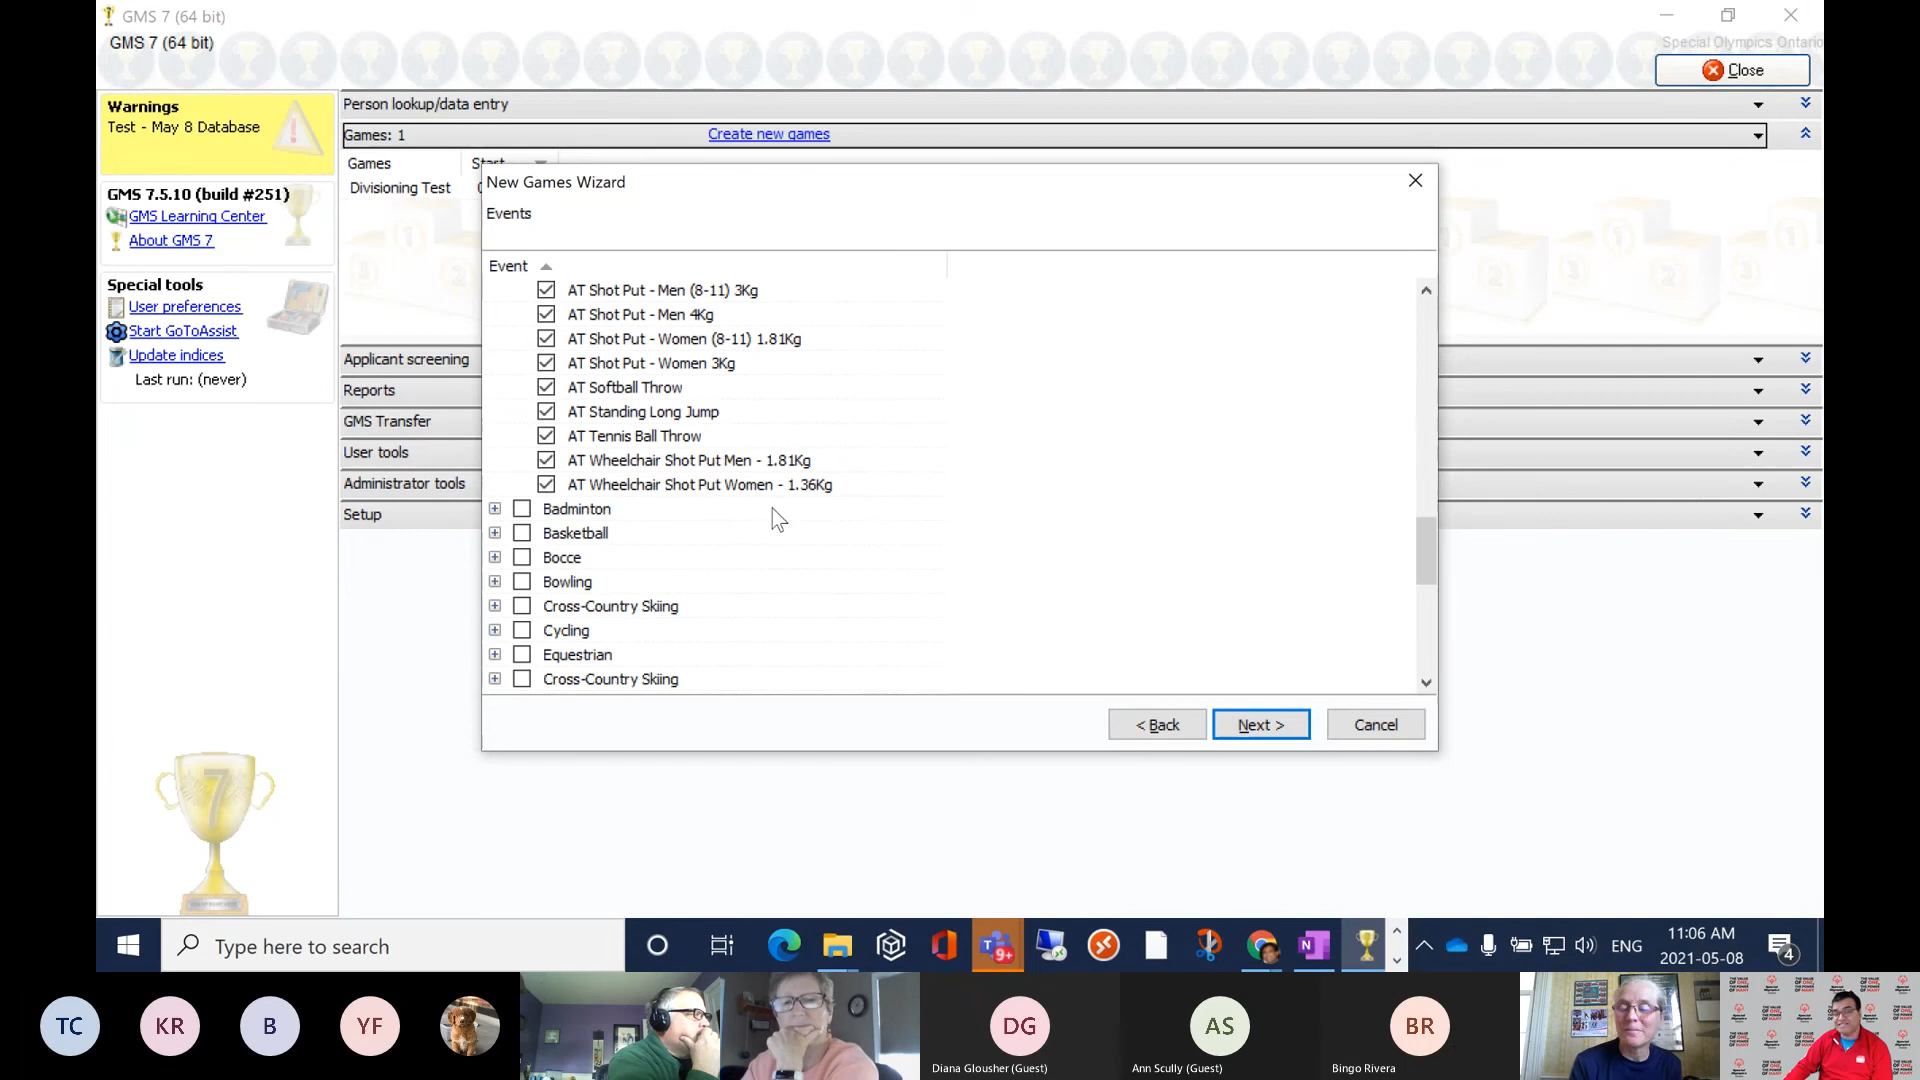 GMS 7 (64 bit)
GMS 7 (64 bit)
Special Olympics Ontario
Close
Warnings
Test - May 8 Database
GMS 7.5.10 (build #251)
GMS Learning Center
About GMS 7
Special tools
User preferences
Start GoToAssist
Update indices
Last run: (never)
Person lookup/data entry
Games: 1
Create new games
Games
Start
Divisioning Test
Applicant screening
Reports
GMS Transfer
User tools
Administrator tools
Setup
New Games Wizard
Events
Event
AT Shot Put - Men (8-11) 3Kg
AT Shot Put - Men 4Kg
AT Shot Put - Women (8-11) 1.81Kg
AT Shot Put - Women 3Kg
AT Softball Throw
AT Standing Long Jump
AT Tennis Ball Throw
AT Wheelchair Shot Put Men - 1.81Kg
AT Wheelchair Shot Put Women - 1.36Kg
Badminton
Basketball
Bocce
Bowling
Cross-Country Skiing
Cycling
Equestrian
Cross-Country Skiing
< Back
Next >
Cancel
7
Type here to search
9+
ENG
11:06 AM
2021-05-08
4
TC
KR
B
YF
DG
Diana Glousher (Guest)
AS
Ann Scully (Guest)
BR
Bingo Rivera